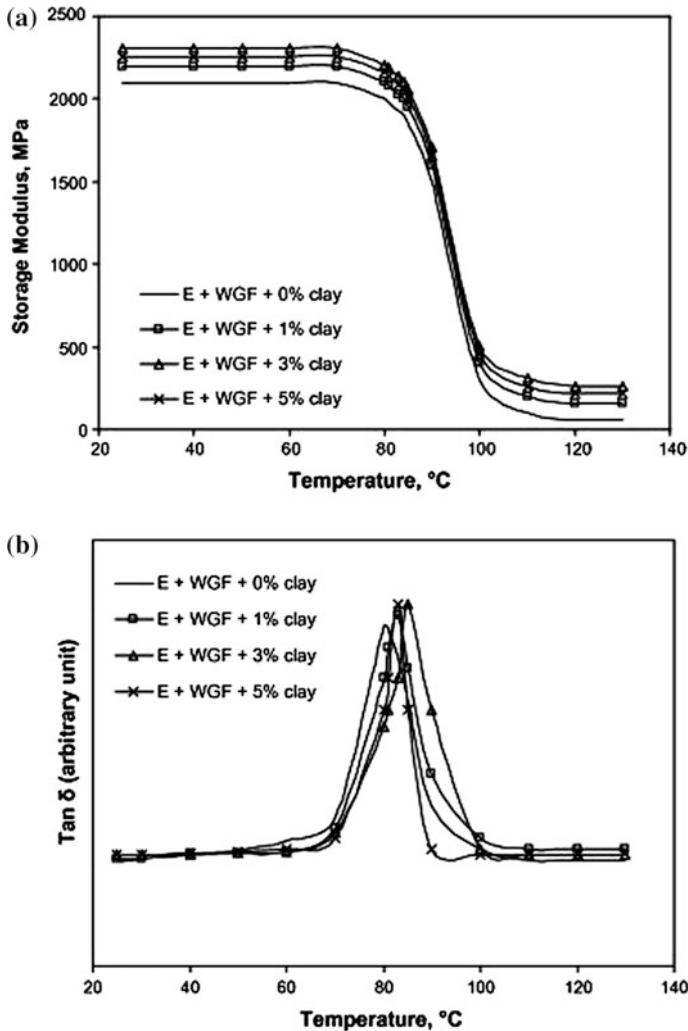 (a)
2500
2000
1500
1000
500
0
Storage Modulus, MPa
E + WGF + 0% clay
E + WGF + 1% clay
E + WGF + 3% clay
E + WGF + 5% clay
20 40 60 80 100 120 140
Temperature, °C
(b)
Tan δ (arbitrary unit)
E + WGF + 0% clay
E + WGF + 1% clay
E + WGF + 3% clay
E + WGF + 5% clay
20 40 60 80 100 120 140
Temperature, °C